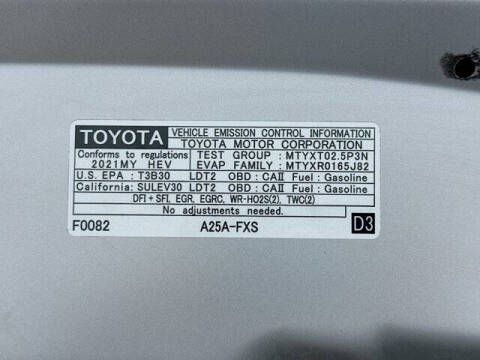 TOYOTA VEHICLE EMISSION CONTROL INFORMATION
TOYOTA MOTOR CORPORATION
Conforms to regulations TEST GROUP : MTYXT02.5P3N
2021MY HEV EVAP FAMILY : MTYXR0165J82
U.S. EPA : T3B30 LDT2 OBD : CAII Fuel : Gasoline
California: SULEV30 LDT2 OBD : CAII Fuel : Gasoline
DFI + SFI, EGR, EGRC, WR-HO2S(2), TWC(2)
No adjustments needed.
F0082 A25A-FXS D3